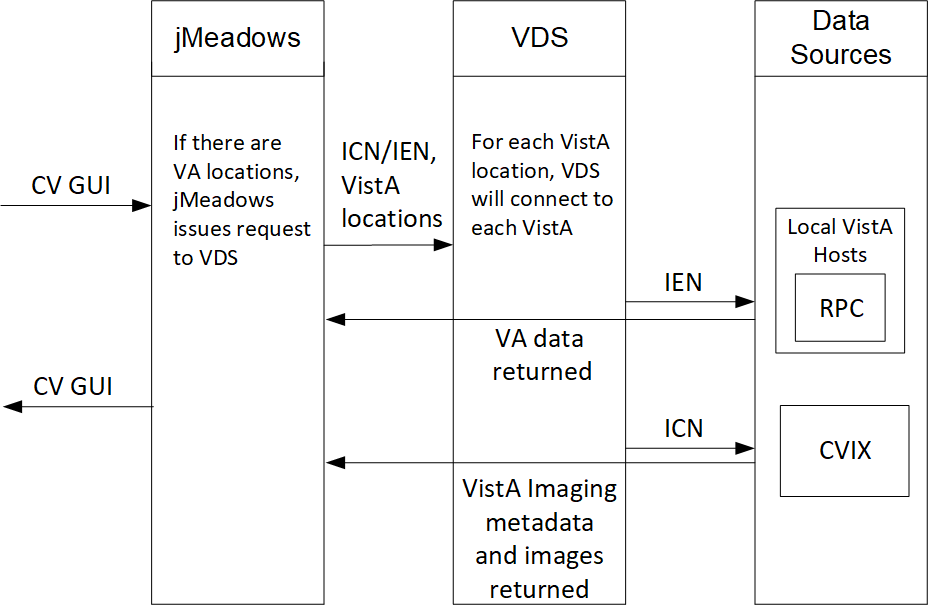 jMeadows
VDS
Data
Sources
CV GUI
If there are
VA locations,
jMeadows
issues request
to VDS
ICN/IEN,
VistA
locations
For each VistA
location, VDS
will connect to
each VistA
Local VistA
Hosts
RPC
IEN
VA data
returned
CV GUI
ICN
CVIX
VistA Imaging
metadata
and images
returned